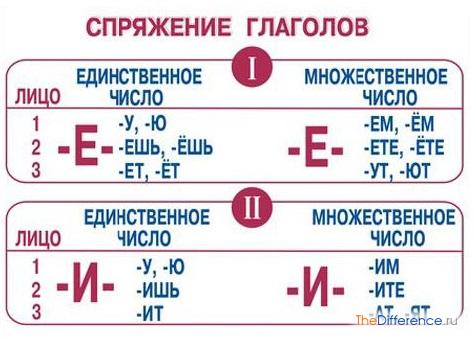 СПРЯЖЕНИЕ ГЛАГОЛОВ
I
ЛИЦО ЕДИНСТВЕННОЕ ЧИСЛО МНОЖЕСТВЕННОЕ ЧИСЛО
1 -У, -Ю -ЕМ, -ЁМ
2 -Е- -ЕШЬ, -ЁШЬ -Е- -ЕТЕ, -ЁТЕ
3 -ЕТ, -ЁТ -УТ, -ЮТ
II
ЛИЦО ЕДИНСТВЕННОЕ ЧИСЛО МНОЖЕСТВЕННОЕ ЧИСЛО
1 -У, -Ю -ИМ
2 -И- -ИШЬ -И- -ИТЕ
3 -ИТ -АТ, -ЯТ
TheDifference.ru